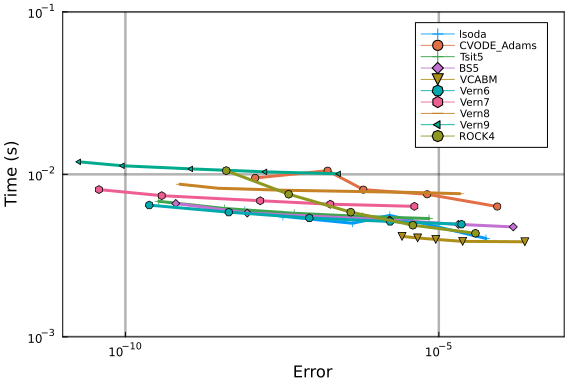 10⁻¹
lsoda
CVODE_Adams
Tsit5
BS5
VCABM
Vern6
Vern7
Vern8
Vern9
ROCK4
Time (s)
10⁻²
10⁻³
10⁻¹⁰
10⁻⁵
Error